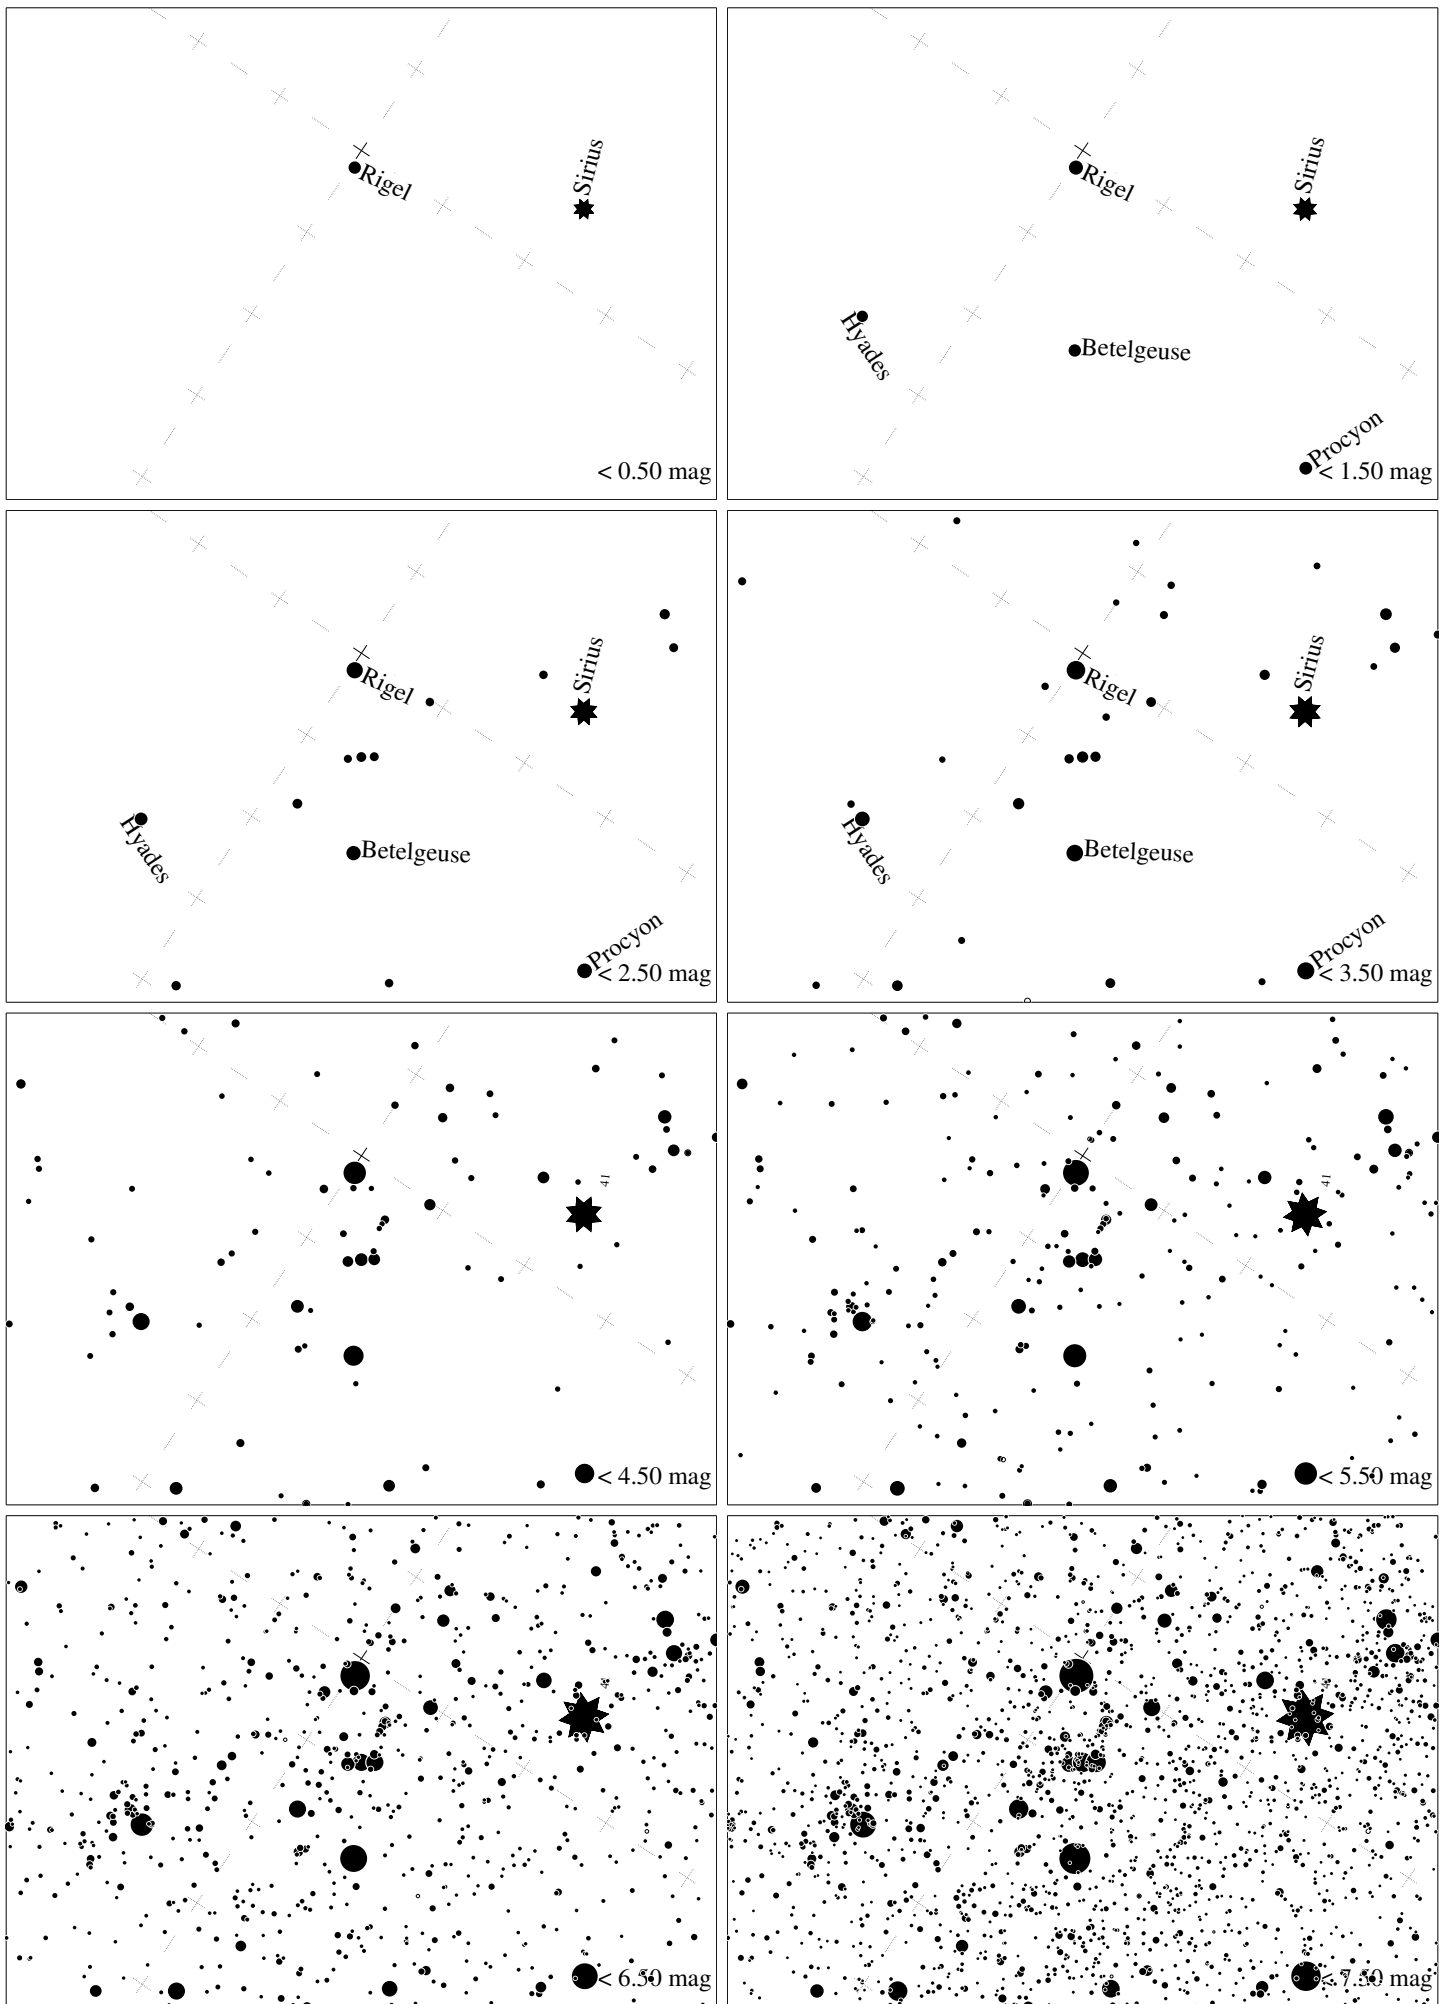 Sirius
Rigel
< 0.50 mag
Sirius
Rigel
Hyades
Betelgeuse
Procyon
< 1.50 mag
Sirius
Rigel
Hyades
Betelgeuse
Procyon
< 2.50 mag
Sirius
Rigel
Hyades
Betelgeuse
Procyon
< 3.50 mag
41
< 4.50 mag
41
< 5.50 mag
< 6.50 mag
< 7.50 mag